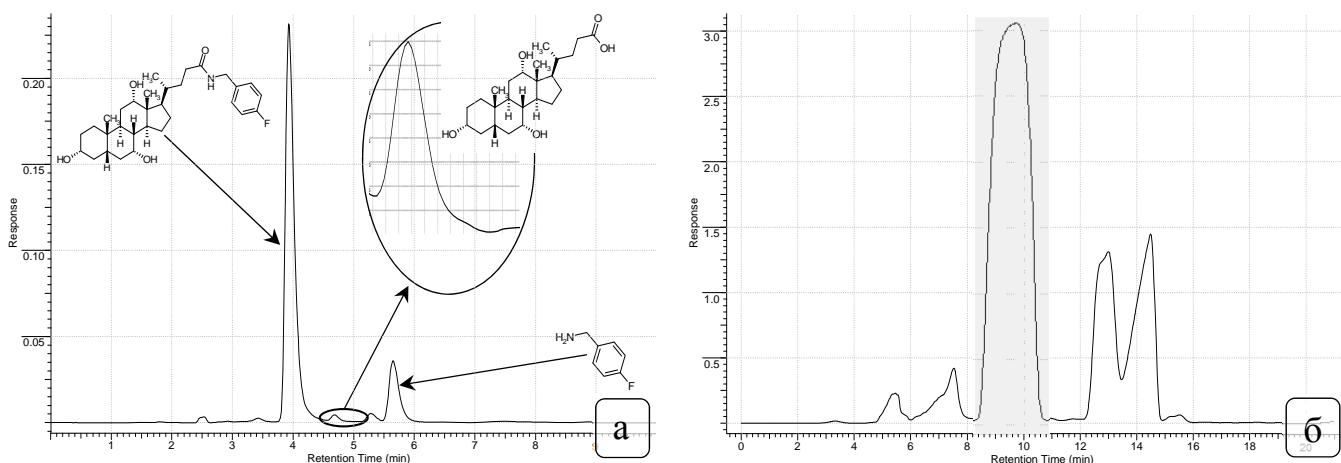 Response
0.20
0.15
0.10
0.05
1 2 3 4 5 6 7 8 9
Retention Time (min)
O
H₃C
N
H
OH
CH₃
F
CH₃
H
H
H
HO
OH
H
O
OH
H₃C
OH
CH₃
CH₃
H
H
H
HO
OH
H
H₂N
F
а
Response
3.0
2.5
2.0
1.5
1.0
0.5
0 2 4 6 8 10 12 14 16 18 20
Retention Time (min)
б